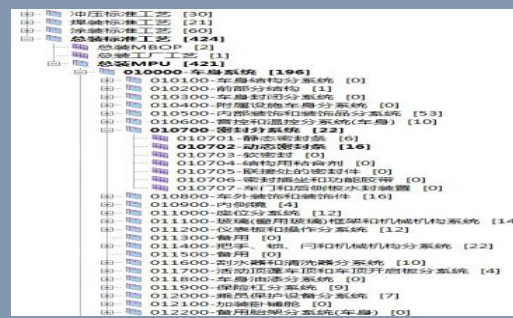 冲压标准工艺 [30]
焊装标准工艺 [21]
涂装标准工艺 [60]
总装标准工艺 [424]
总装MBOP [2]
总装工厂工艺 [1]
总装MPU [421]
010000-车身系统 [196]
010100-车身结构分系统 [0]
010200-前部分结构 [1]
010300-车身封闭分系统 [0]
010400-附属设施车身分系统 [0]
010500-内部装饰和装饰品分系统 [53]
010600-管控和温控分系统(车身) [10]
010700-密封分系统 [22]
010701-静态密封条 [6]
010702-动态密封条 [16]
010703-软密封 [0]
010704-结构用粘合剂 [0]
010705-联接处的密封件 [0]
010706-密封插坐和功能胶带 [0]
010707-车门和后侧板水封装置 [0]
010800-车外装饰和装饰件 [16]
010900-内侧镜 [4]
011000-座位分系统 [12]
011100-玻璃(备用玻璃)框架和机械机构系统 [14
011200-仪表板和操作分系统 [12]
011300-备用 [0]
011400-把手、锁、闩和机械机构分系统 [22]
011500-备用 [0]
011600-刮水器和清洗器分系统 [10]
011700-活动顶篷车顶和车顶开启板分系统 [4]
011800-车身油漆分系统 [0]
011900-保险杠分系统 [9]
012000-乘员保护设备分系统 [7]
012100-加装卧铺舱 [0]
012200-备用胎架分系统(车身) [0]